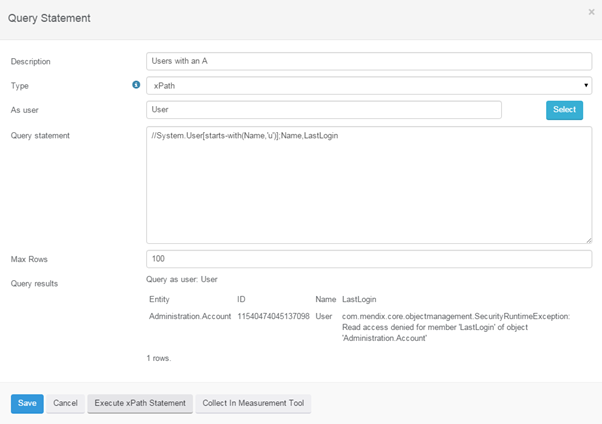 Query Statement
×
Description
Users with an A
Type
xPath
As user
User
Select
Query statement
//System.User[starts-with(Name,'u')];Name,LastLogin
Max Rows
100
Query results
Query as user: User
Entity ID Name LastLogin
Administration.Account 11540474045137098 User com.mendix.core.objectmanagement.SecurityRuntimeException:
Read access denied for member 'LastLogin' of object
'Administration.Account'
1 rows.
Save Cancel Execute xPath Statement Collect In Measurement Tool